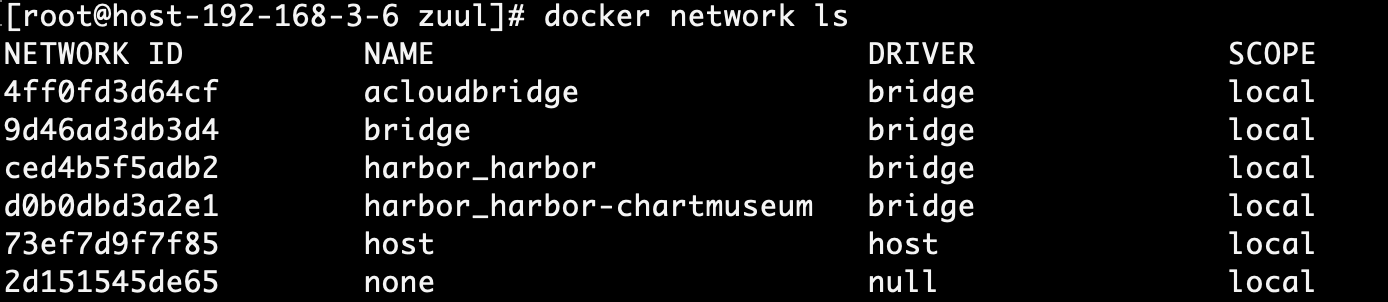 [root@host-192-168-3-6 zuul]# docker network ls
NETWORK ID NAME DRIVER SCOPE
4ff0fd3d64cf acloudbridge bridge local
9d46ad3db3d4 bridge bridge local
ced4b5f5adb2 harbor_harbor bridge local
d0b0dbd3a2e1 harbor_harbor-chartmuseum bridge local
73ef7d9f7f85 host host local
2d151545de65 none null local